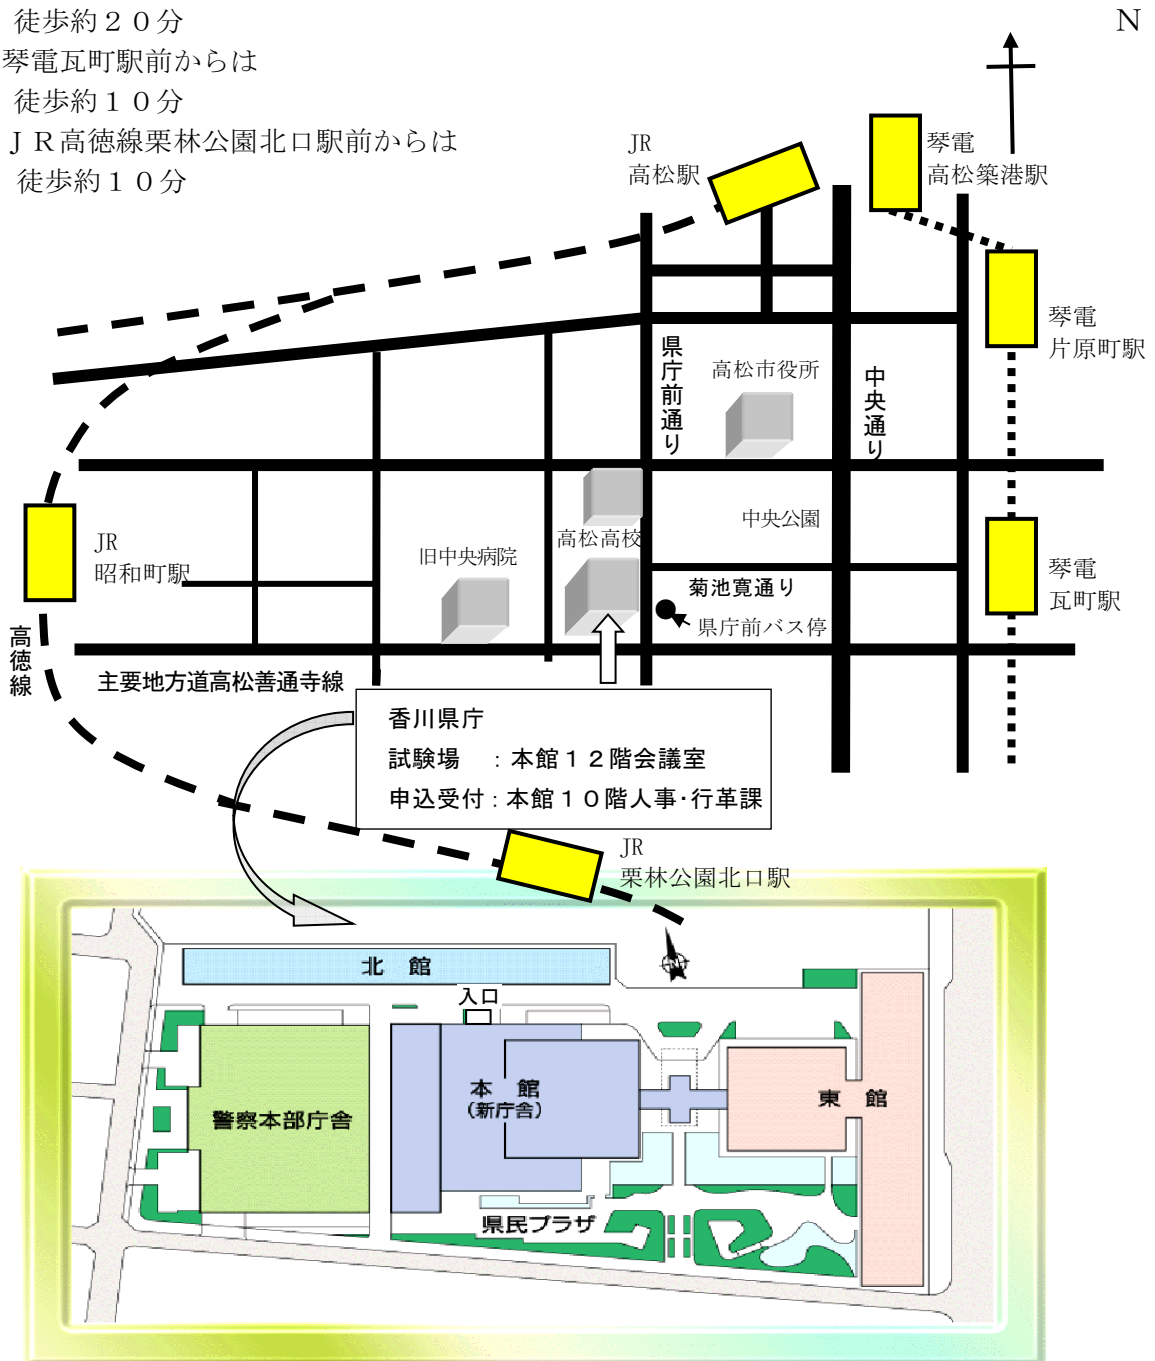 徒歩約２０分
琴電瓦町駅前からは
徒歩約１０分
ＪＲ高徳線栗林公園北口駅前からは
徒歩約１０分
N
JR
高松駅
琴電
高松築港駅
琴電
片原町駅
県庁前通り
高松市役所
中央通り
高松高校
中央公園
JR
昭和町駅
旧中央病院
琴電
瓦町駅
菊池寛通り
県庁前バス停
高徳線
主要地方道高松善通寺線
香川県庁
試験場　：本館１２階会議室
申込受付：本館１０階人事・行革課
JR
栗林公園北口駅
北　館
入口
本　館
（新庁舎）
東　館
警察本部庁舎
県民プラザ